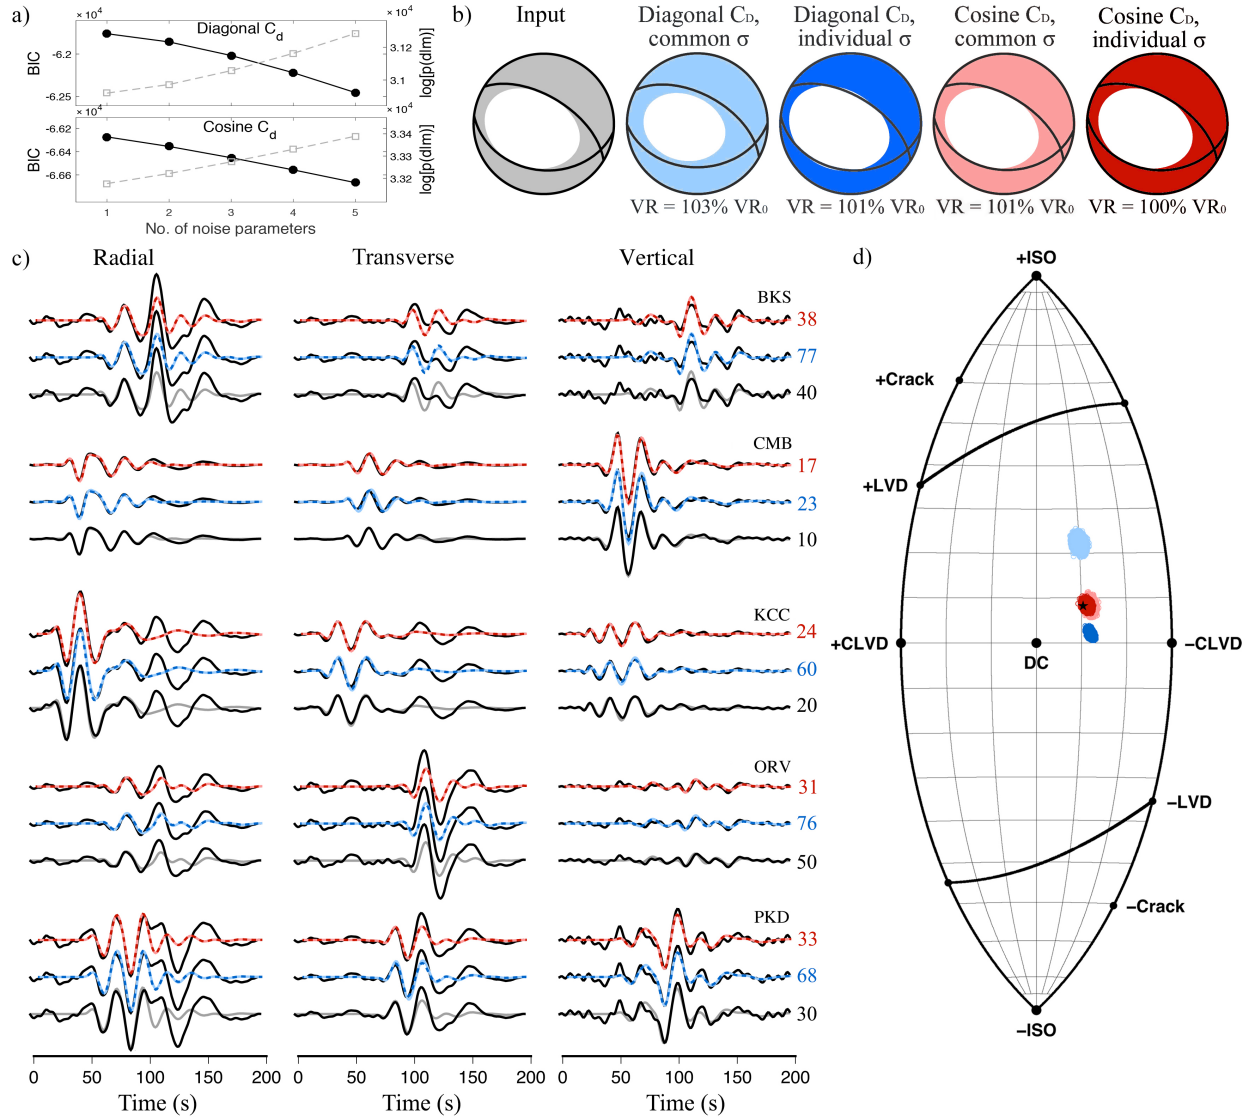 a)
× 10⁴
× 10⁴
Diagonal C_d
BIC
-6.2
-6.25
3.12
3.1
log[p(d|m)]
× 10⁴
× 10⁴
Cosine C_d
BIC
-6.62
-6.64
-6.66
3.34
3.33
3.32
log[p(d|m)]
1 2 3 4 5
No. of noise parameters
b)
Input
Diagonal C_D,
common σ
Diagonal C_D,
individual σ
Cosine C_D,
common σ
Cosine C_D,
individual σ
VR = 103% VR₀
VR = 101% VR₀
VR = 101% VR₀
VR = 100% VR₀
c)
Radial
Transverse
Vertical
BKS
38
77
40
CMB
17
23
10
KCC
24
60
20
ORV
31
76
50
PKD
33
68
30
0 50 100 150 200
0 50 100 150 200
0 50 100 150 200
Time (s)
Time (s)
Time (s)
d)
+ISO
+Crack
+LVD
+CLVD
DC
−CLVD
−LVD
−Crack
−ISO